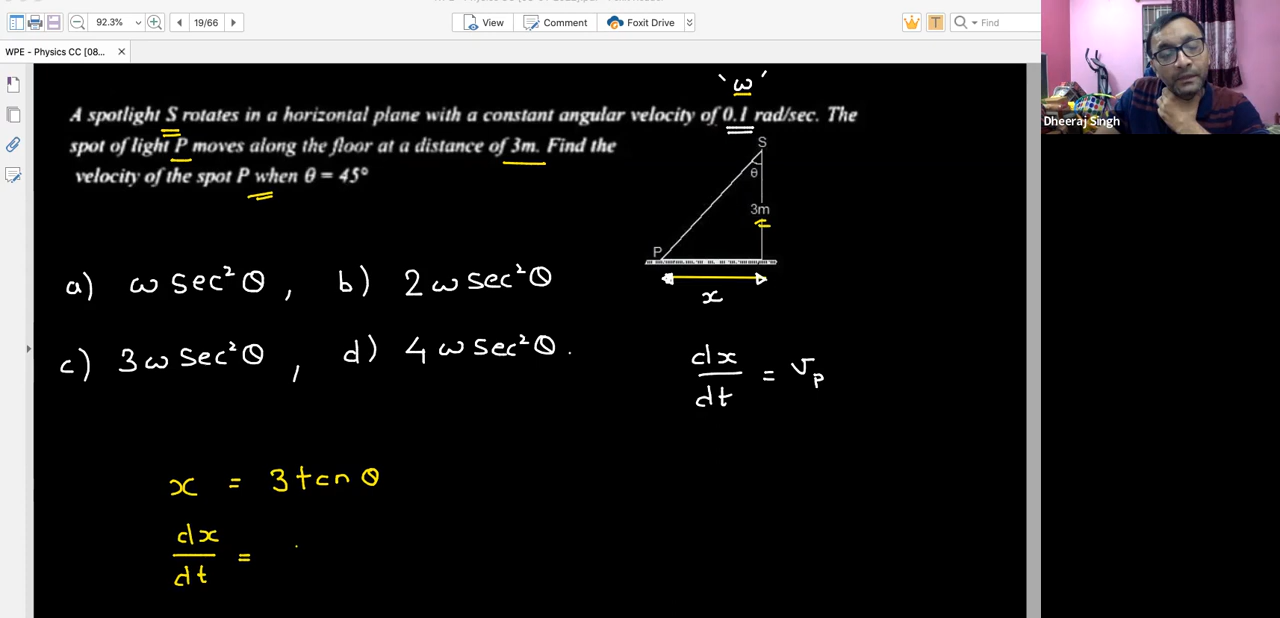 92.3%
19/66
View
Comment
Foxit Drive
Find
WPE - Physics CC [08...
Dheeraj Singh
'ω'
A spotlight S rotates in a horizontal plane with a constant angular velocity of 0.1 rad/sec. The
spot of light P moves along the floor at a distance of 3m. Find the
velocity of the spot P when θ = 45°
S
θ
3m
P
x
a) ω sec²θ , b) 2ω sec²θ
c) 3ω sec²θ , d) 4ω sec²θ.
dx/dt = vₚ
x = 3 tan θ
dx/dt =